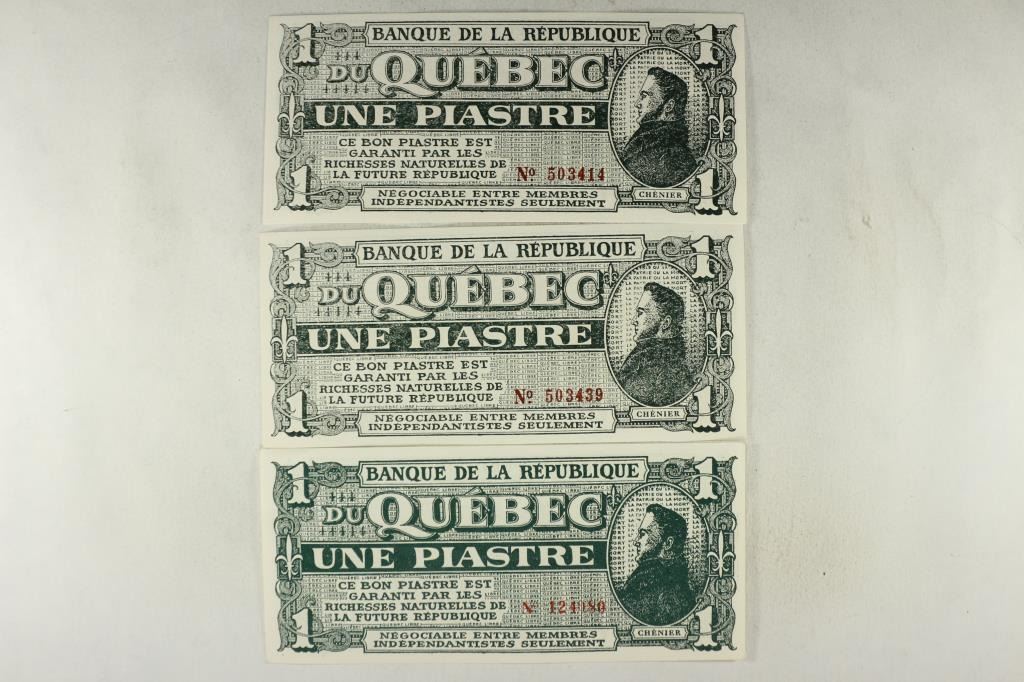 1 BANQUE DE LA RÉPUBLIQUE 1
DU QUÉBEC
UNE PIASTRE
CE BON PIASTRE EST
GARANTI PAR LES
RICHESSES NATURELLES DE
LA FUTURE RÉPUBLIQUE
Nº 503414
CHÉNIER
1 NÉGOCIABLE ENTRE MEMBRES 1
INDÉPENDANTISTES SEULEMENT
1 BANQUE DE LA RÉPUBLIQUE 1
DU QUÉBEC
UNE PIASTRE
CE BON PIASTRE EST
GARANTI PAR LES
RICHESSES NATURELLES DE
LA FUTURE RÉPUBLIQUE
Nº 503439
CHÉNIER
1 NÉGOCIABLE ENTRE MEMBRES 1
INDÉPENDANTISTES SEULEMENT
1 BANQUE DE LA RÉPUBLIQUE 1
DU QUÉBEC
UNE PIASTRE
CE BON PIASTRE EST
GARANTI PAR LES
RICHESSES NATURELLES DE
LA FUTURE RÉPUBLIQUE
N
CHÉNIER
1 NÉGOCIABLE ENTRE MEMBRES 1
INDÉPENDANTISTES SEULEMENT